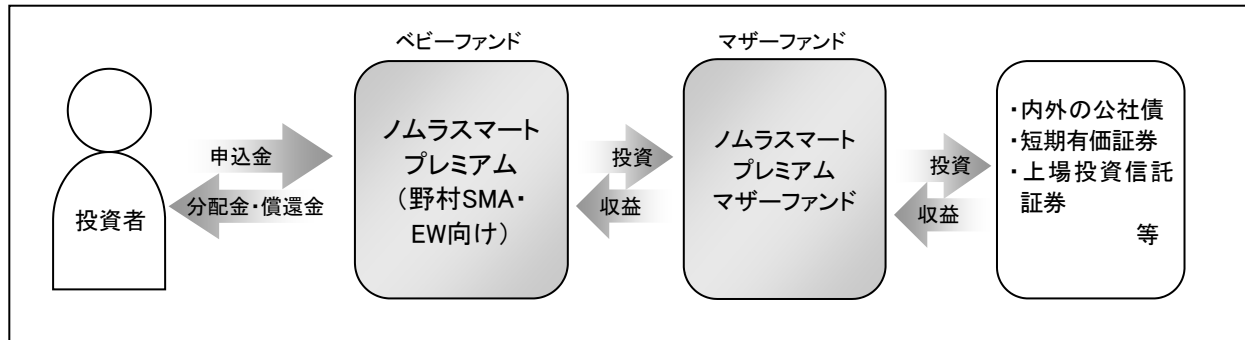 ベビーファンド
マザーファンド
投資者
申込金
分配金・償還金
ノムラスマート
プレミアム
（野村SMA・
EW向け）
投資
収益
ノムラスマート
プレミアム
マザーファンド
投資
収益
・内外の公社債
・短期有価証券
・上場投資信託
証券
等